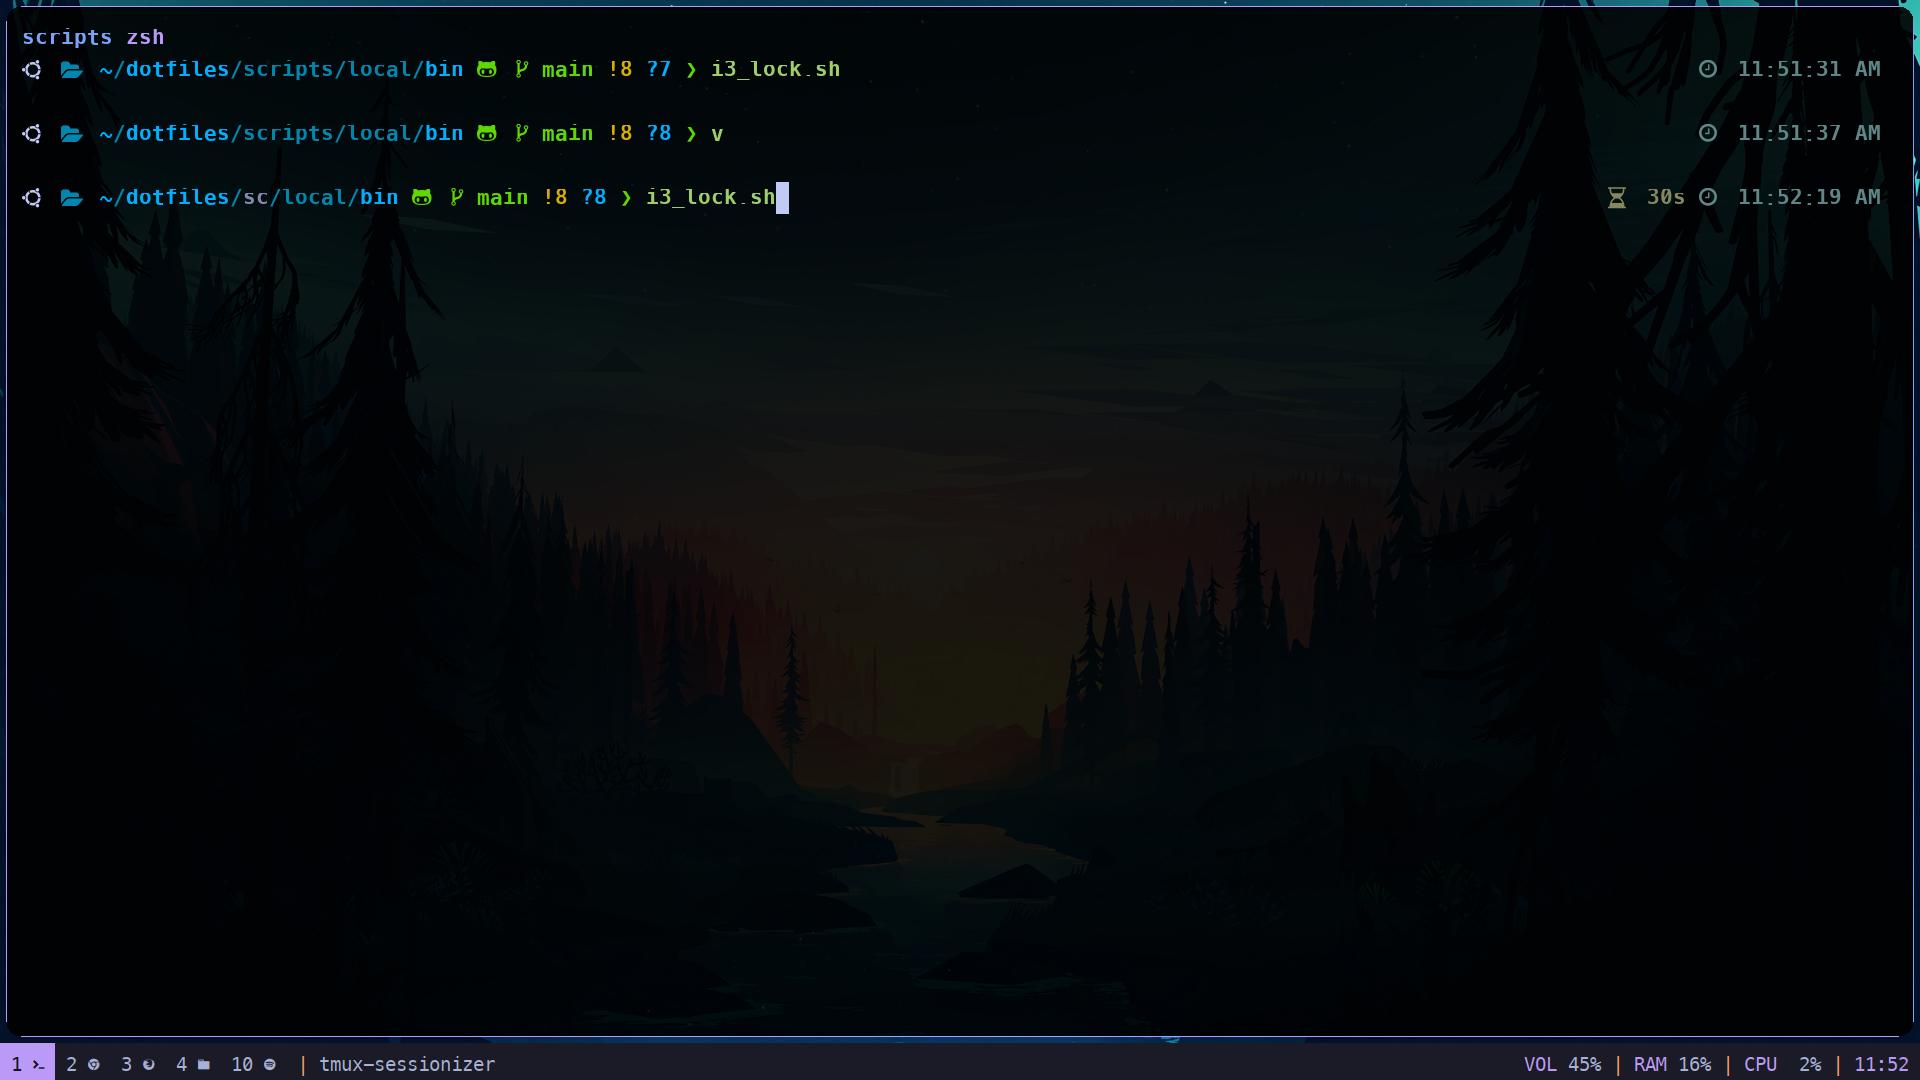 scripts zsh
~/dotfiles/scripts/local/bin main !8 ?7 ❯ i3_lock.sh 11:51:31 AM
~/dotfiles/scripts/local/bin main !8 ?8 ❯ v 11:51:37 AM
~/dotfiles/sc/local/bin main !8 ?8 ❯ i3_lock.sh 30s 11:52:19 AM
1 2 3 4 10 | tmux-sessionizer VOL 45% | RAM 16% | CPU 2% | 11:52